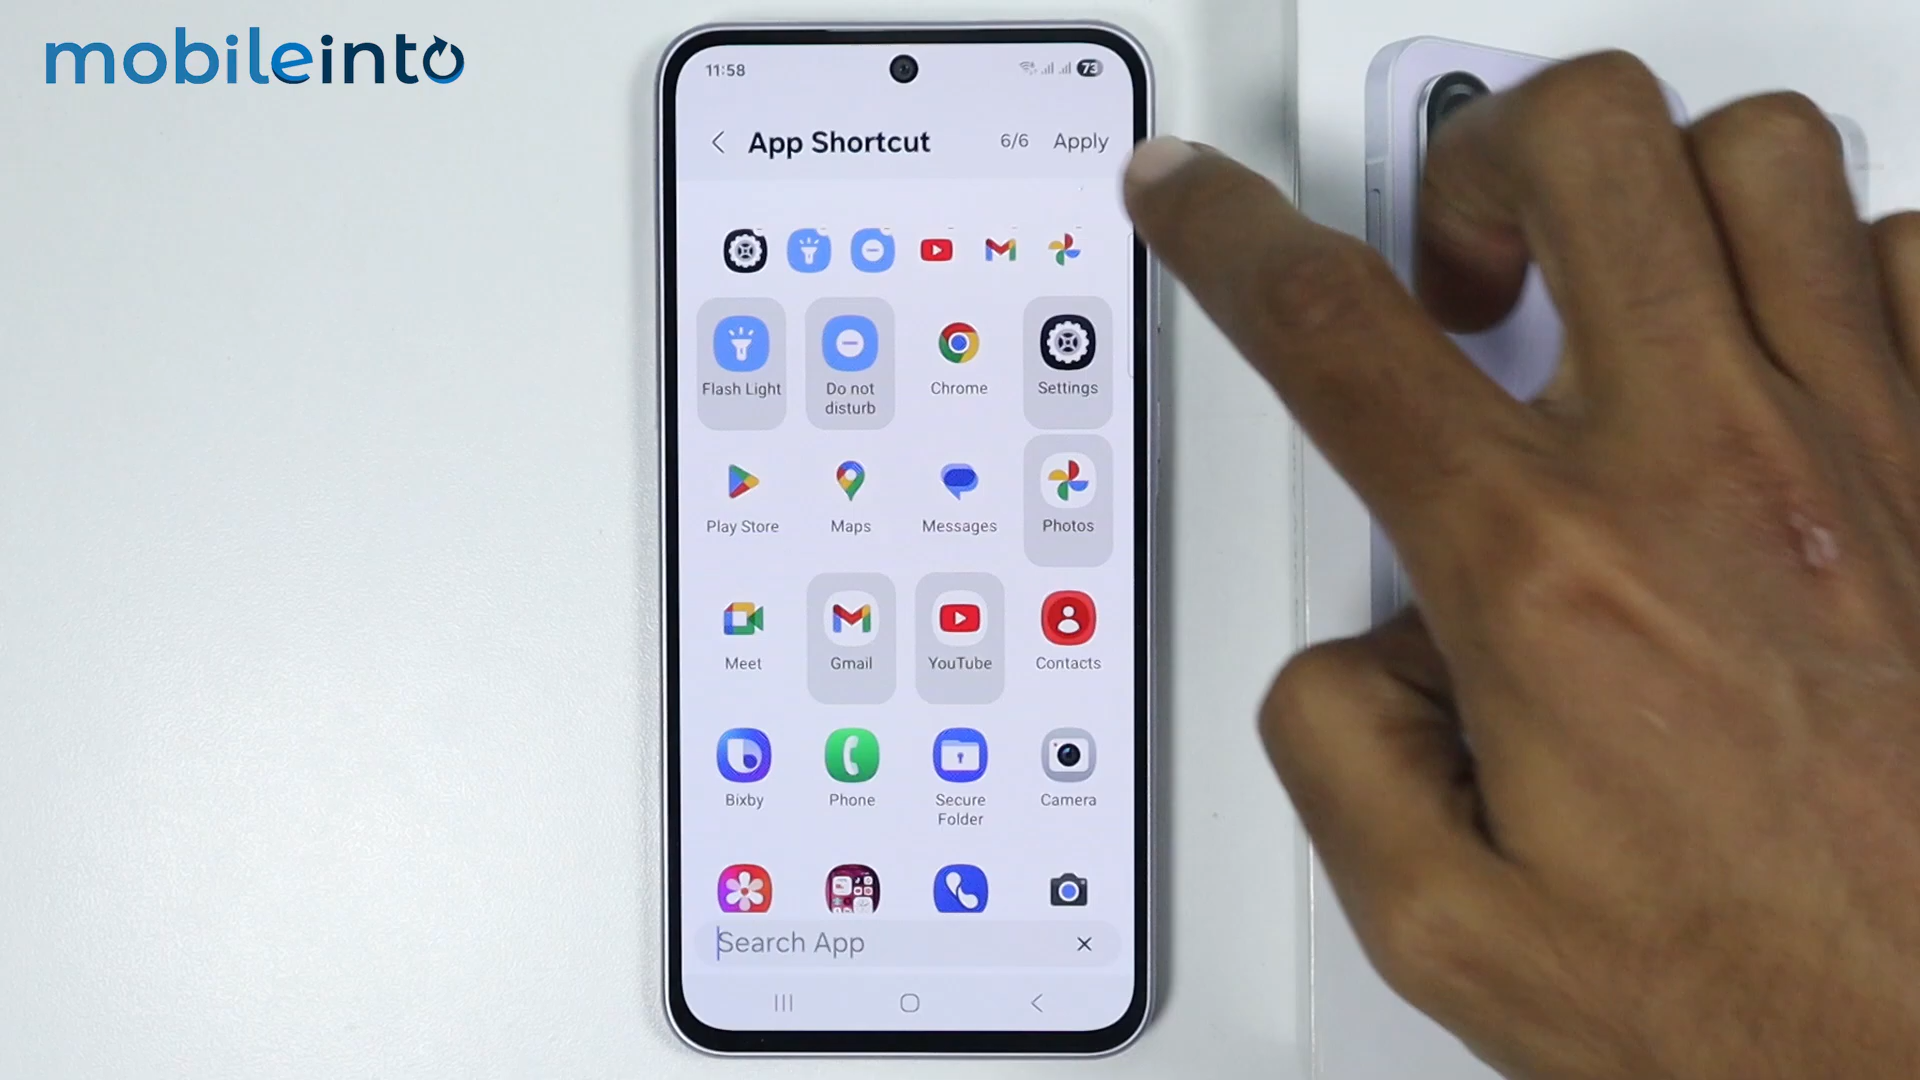 mobileinto
11:58
73
App Shortcut
6/6
Apply
Flash Light
Do not
disturb
Chrome
Settings
Play Store
Maps
Messages
Photos
Meet
Gmail
YouTube
Contacts
Bixby
Phone
Secure
Folder
Camera
Search App